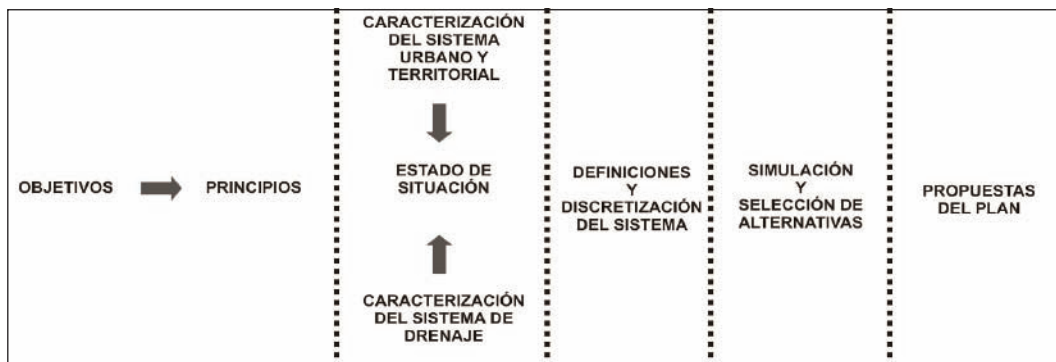 OBJETIVOS
PRINCIPIOS
CARACTERIZACIÓN
DEL SISTEMA
URBANO Y
TERRITORIAL
ESTADO DE
SITUACIÓN
CARACTERIZACIÓN
DEL SISTEMA DE
DRENAJE
DEFINICIONES
Y
DISCRETIZACIÓN
DEL SISTEMA
SIMULACIÓN
Y
SELECCIÓN DE
ALTERNATIVAS
PROPUESTAS
DEL PLAN